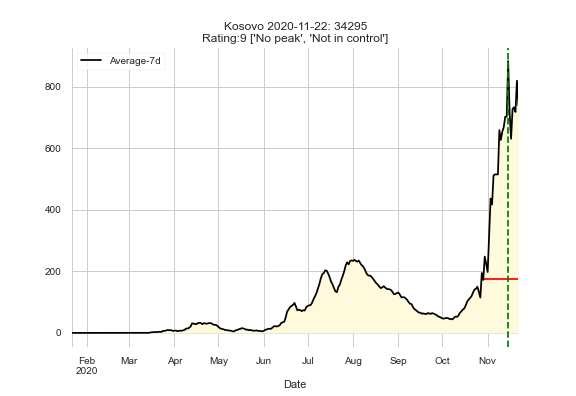 Kosovo 2020-11-22: 34295
Rating:9 ['No peak', 'Not in control']
Average-7d
800
600
400
200
0
Feb Mar Apr May Jun Jul Aug Sep Oct Nov
2020
Date